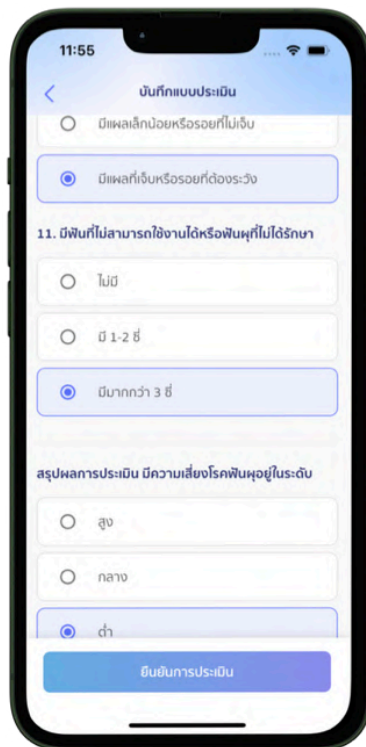 11:55
บันทึกแบบประเมิน
มีแผลเล็กน้อยหรือรอยที่ไม่เจ็บ
มีแผลที่เจ็บหรือรอยที่ต้องระวัง
11. มีฟันที่ไม่สามารถใช้งานได้หรือฟันผุที่ไม่ได้รักษา
ไม่มี
มี 1-2 ซี่
มีมากกว่า 3 ซี่
สรุปผลการประเมิน มีความเสี่ยงโรคฟันผุอยู่ในระดับ
สูง
กลาง
ต่ำ
ยืนยันการประเมิน